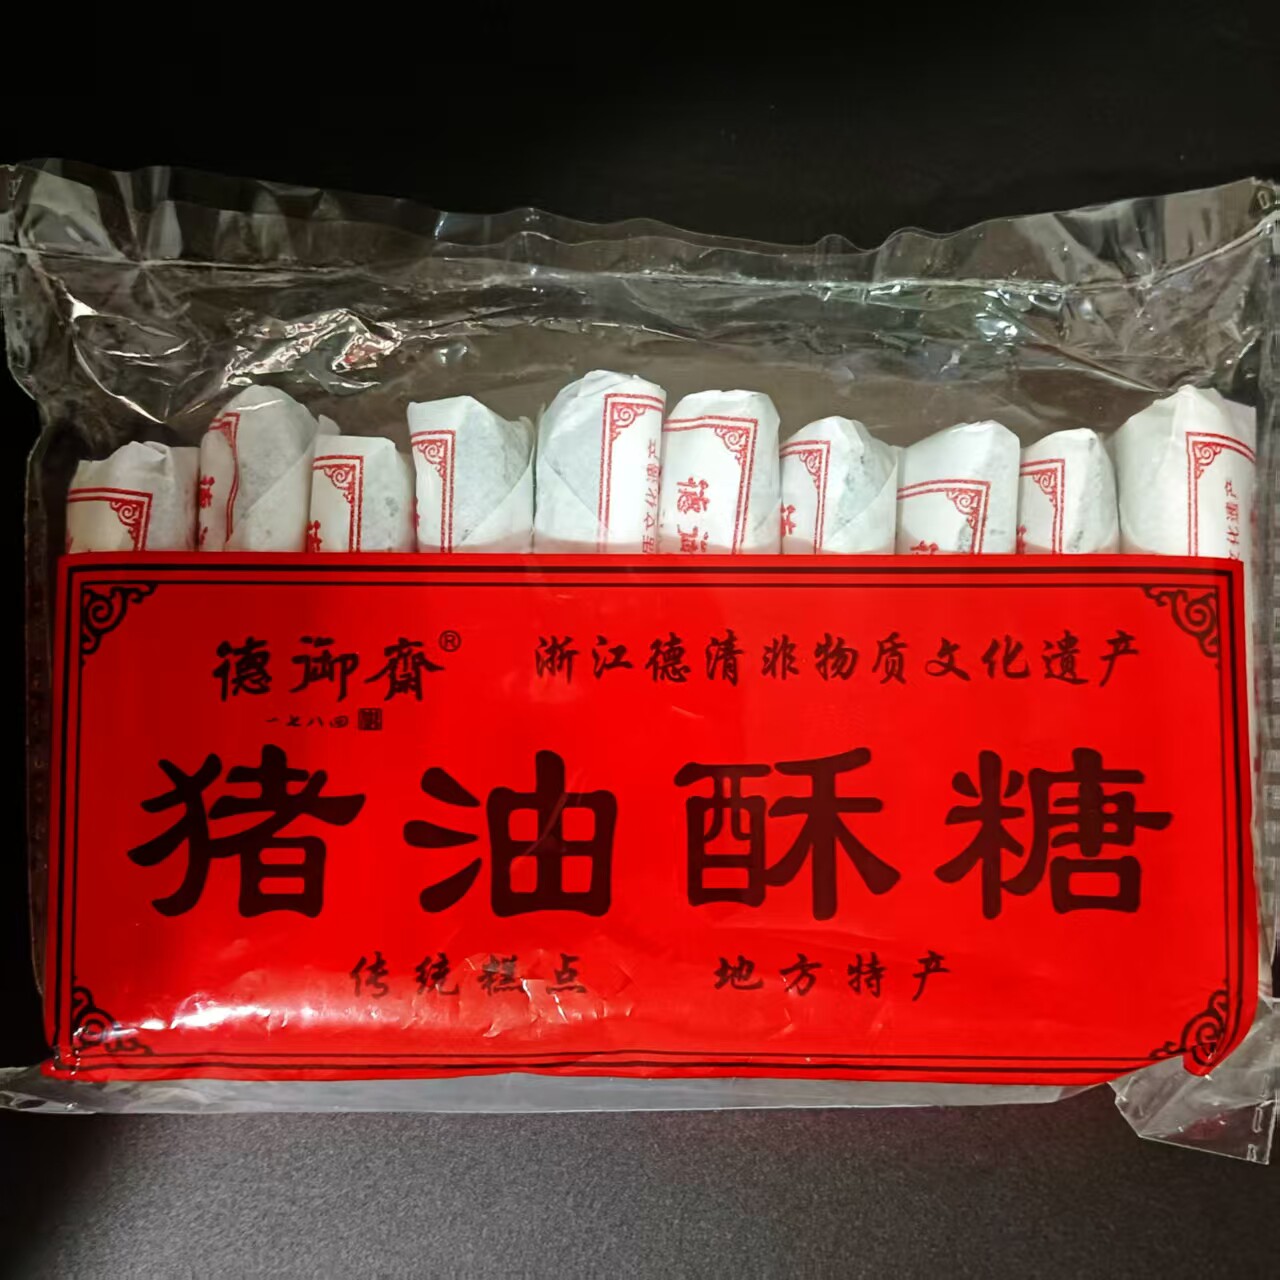 德御斋®
浙江德清非物质文化遗产
一七八四
猪油酥糖
传统糕点 地方特产